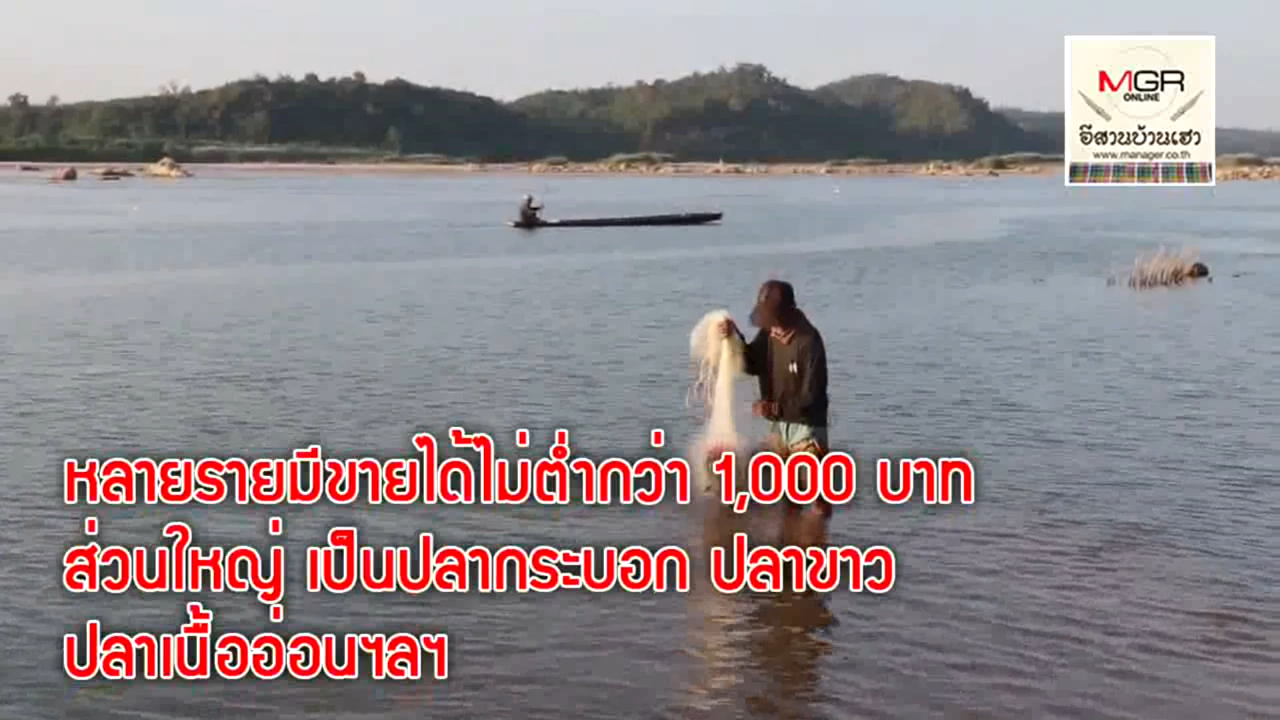 MGR
ONLINE
อีสานบ้านเฮา
www.manager.co.th
หลายรายมีขายได้ไม่ต่ำกว่า 1,000 บาท
ส่วนใหญ่ เป็นปลากระบอก ปลาขาว
ปลาเนื้ออ่อนฯลฯ